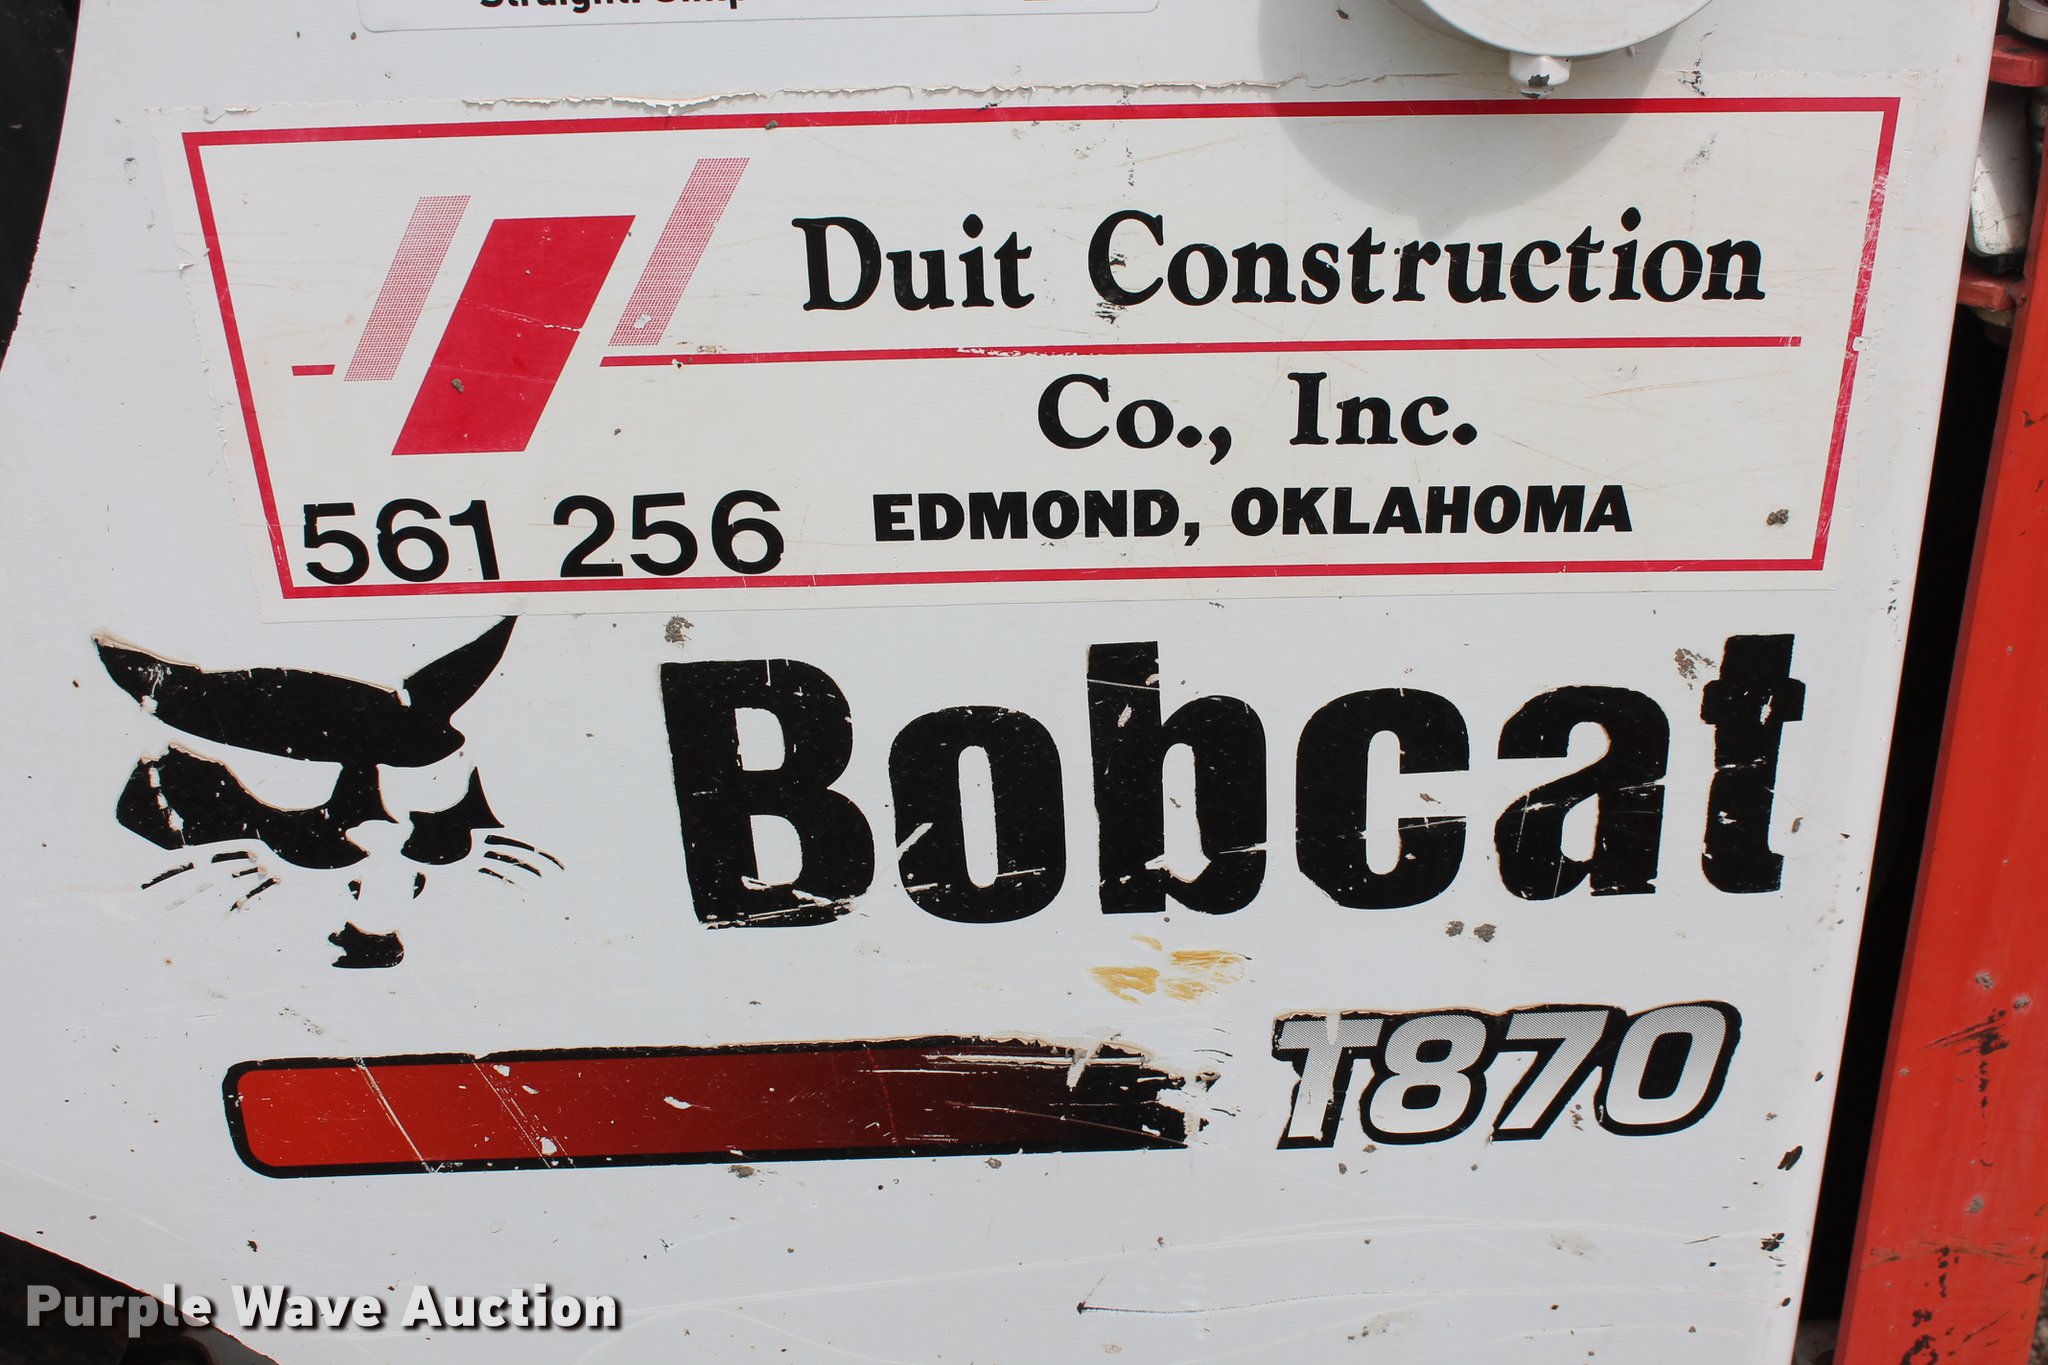 Duit Construction
Co., Inc.
561 256 EDMOND, OKLAHOMA
Bobcat
T870
Purple Wave Auction